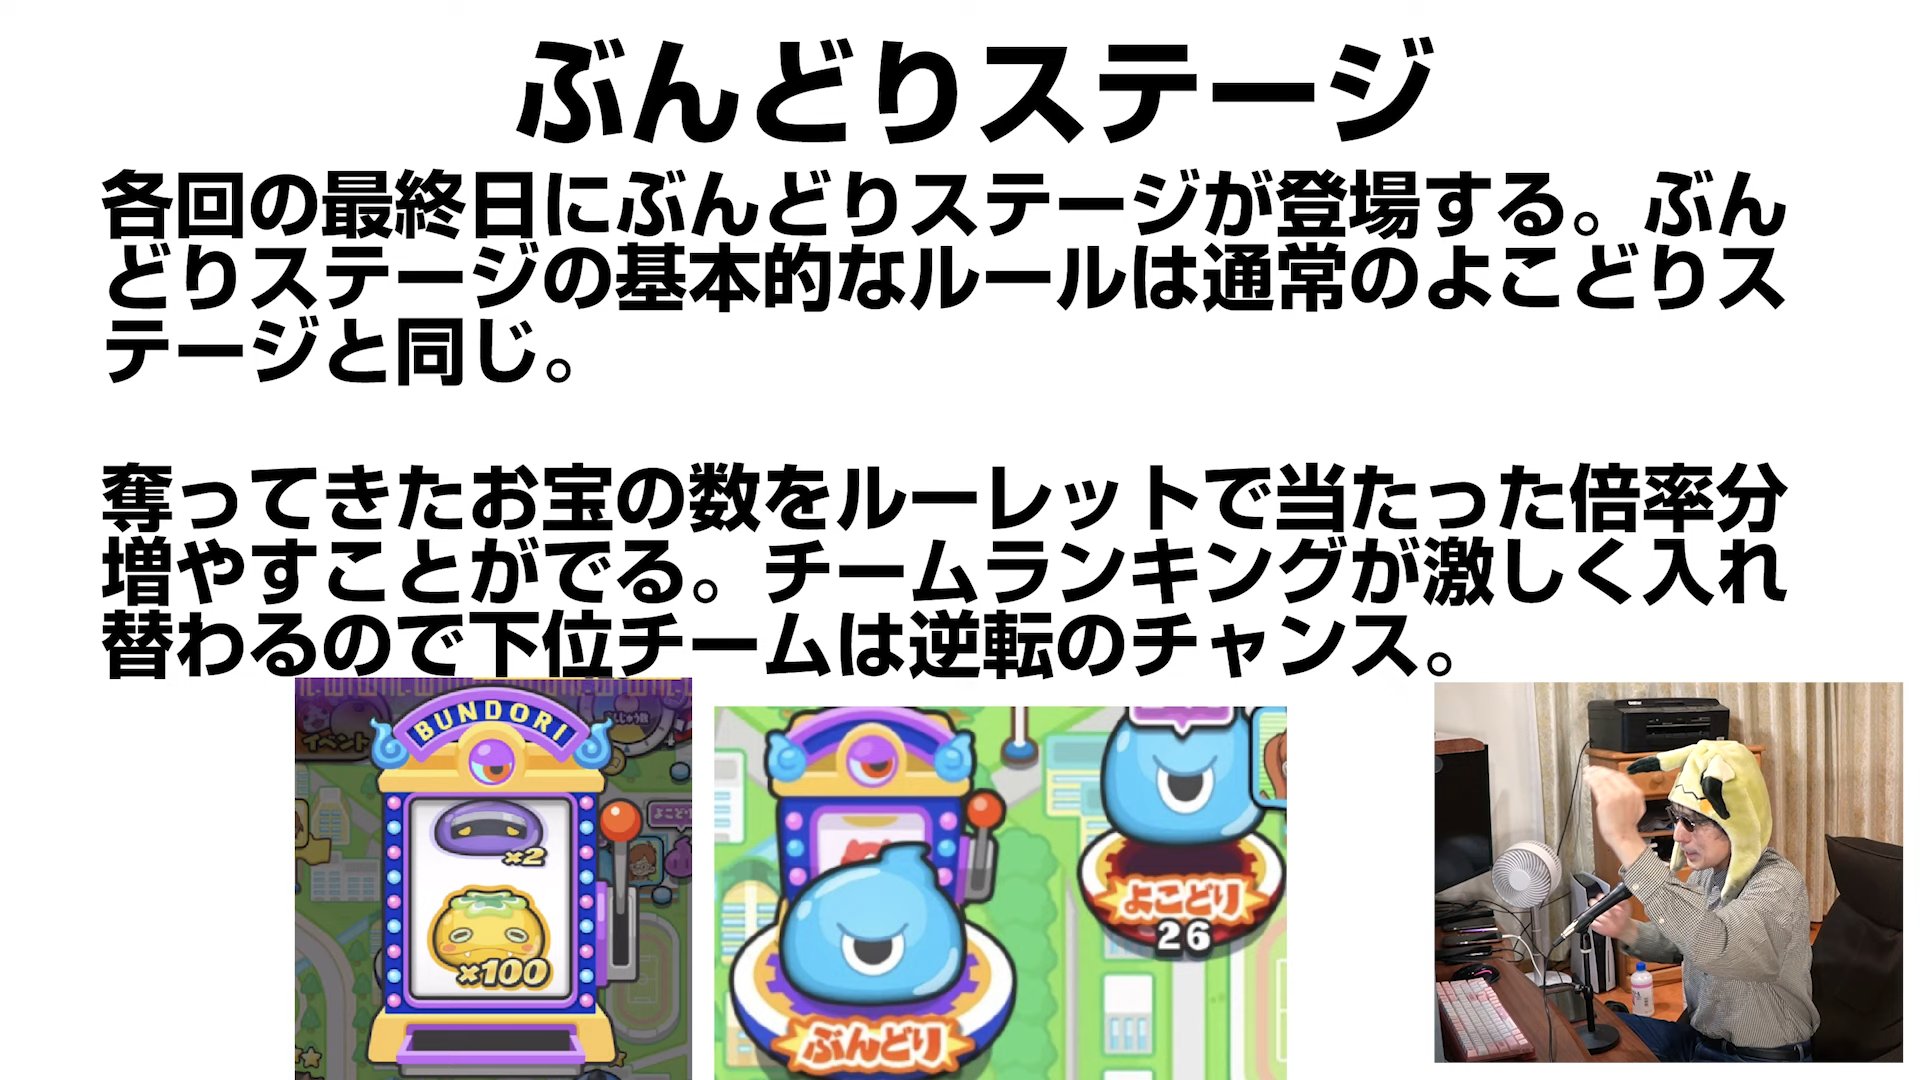 ぶんどりステージ
各回の最終日にぶんどりステージが登場する。ぶん
どりステージの基本的なルールは通常のよこどりス
テージと同じ。
奪ってきたお宝の数をルーレットで当たった倍率分
増やすことがでる。チームランキングが激しく入れ
替わるので下位チームは逆転のチャンス。
BUNDORI
イベント
よこど
×2
×100
ぶんどり
よこどり
26